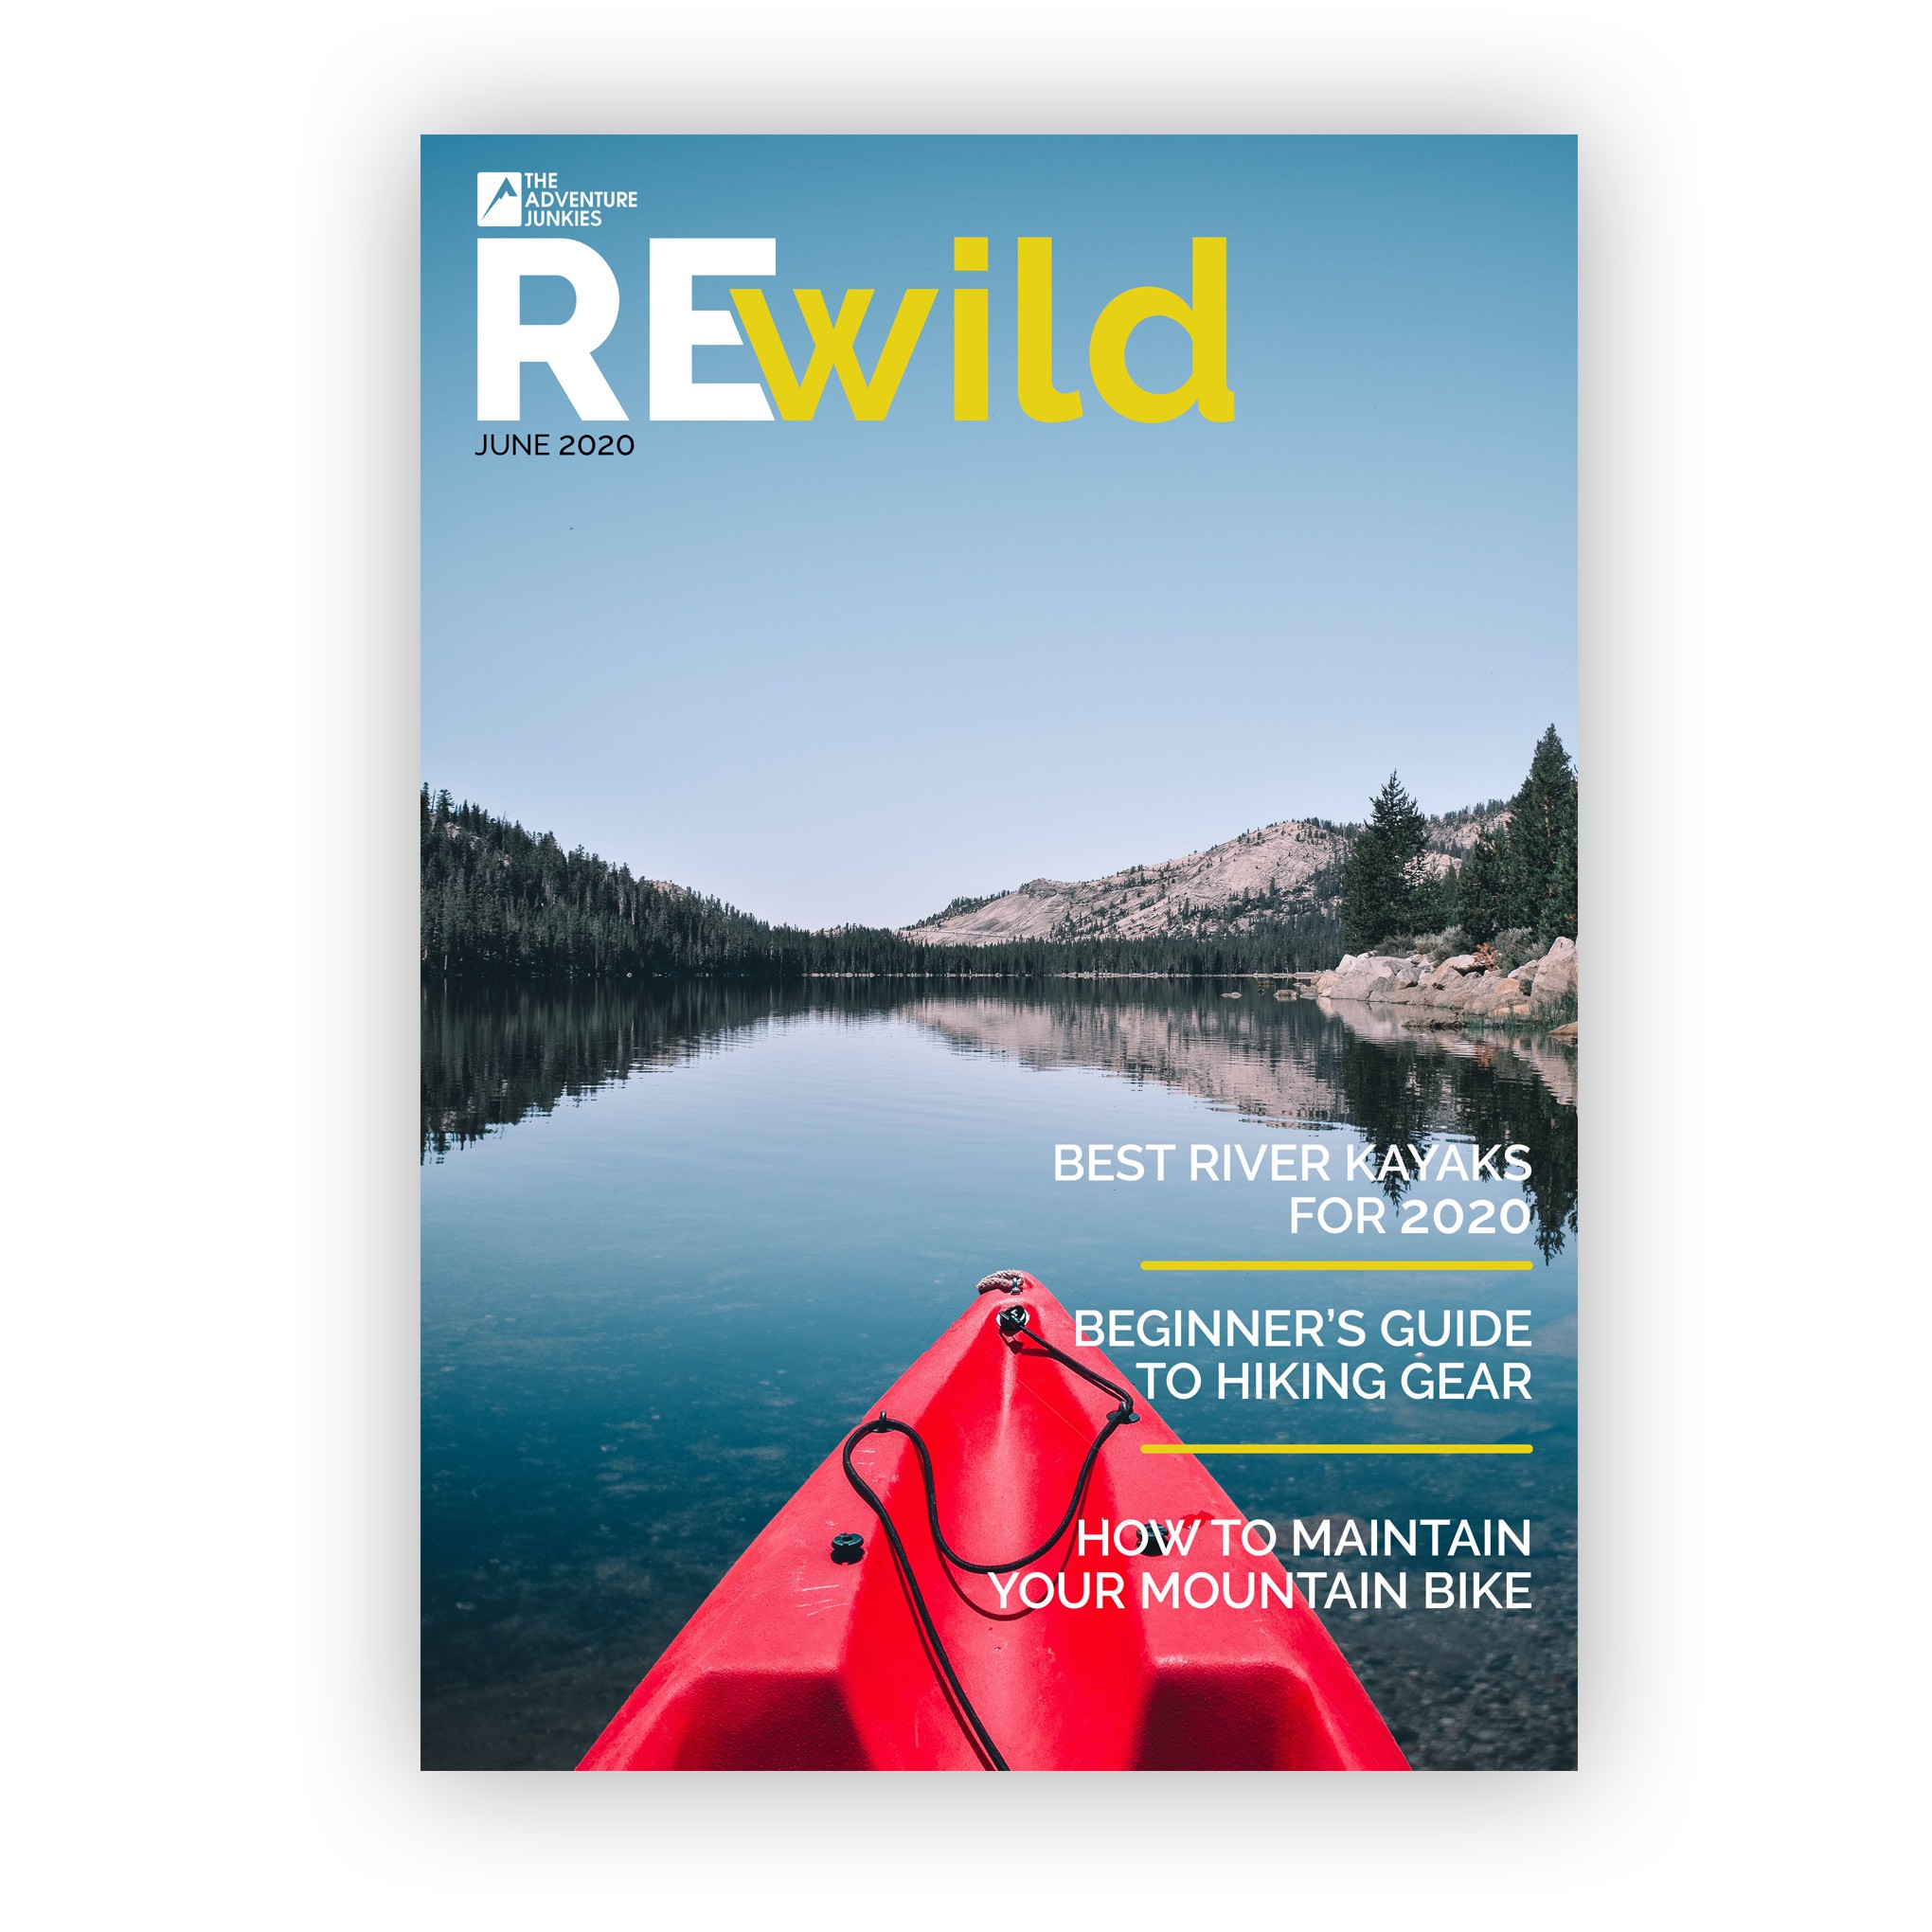 THE
ADVENTURE
JUNKIES
REwild
JUNE 2020
BEST RIVER KAYAKS
FOR 2020
BEGINNER’S GUIDE
TO HIKING GEAR
HOW TO MAINTAIN
YOUR MOUNTAIN BIKE